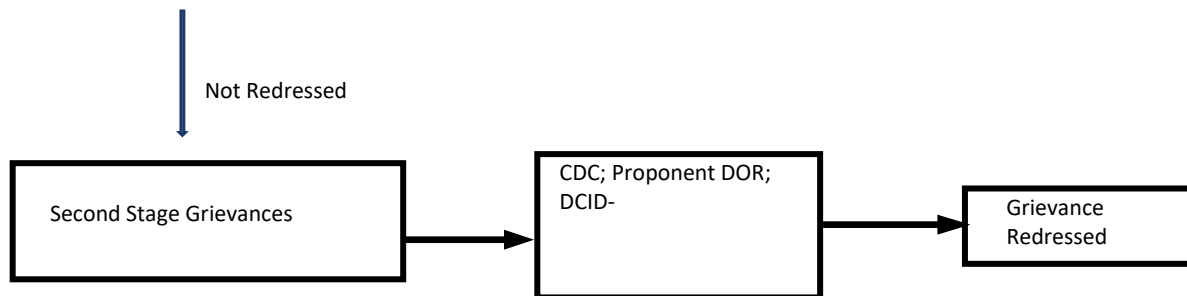 Not Redressed
Second Stage Grievances
CDC; Proponent DOR;
DCID-
Grievance
Redressed